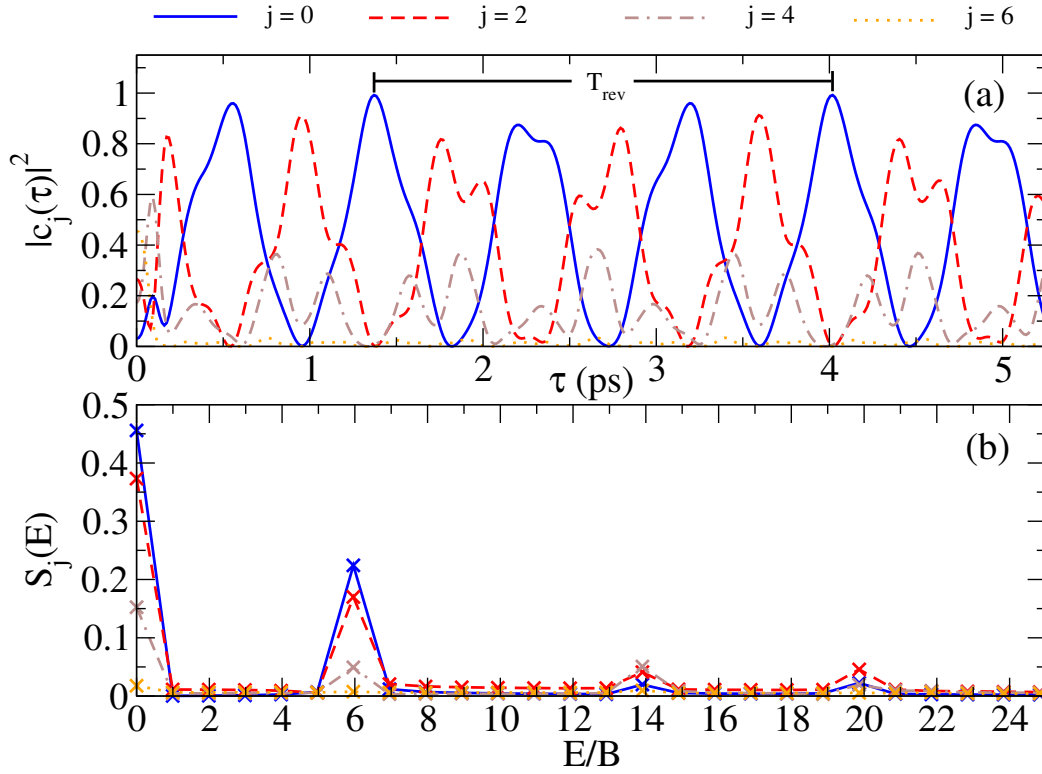 j = 0 j = 2 j = 4 j = 6
(a)
T_rev
|c_j(τ)|²
1
0.8
0.6
0.4
0.2
0
0 1 2 3 4 5
τ (ps)
(b)
S_j(E)
0.5
0.4
0.3
0.2
0.1
0
0 2 4 6 8 10 12 14 16 18 20 22 24
E/B